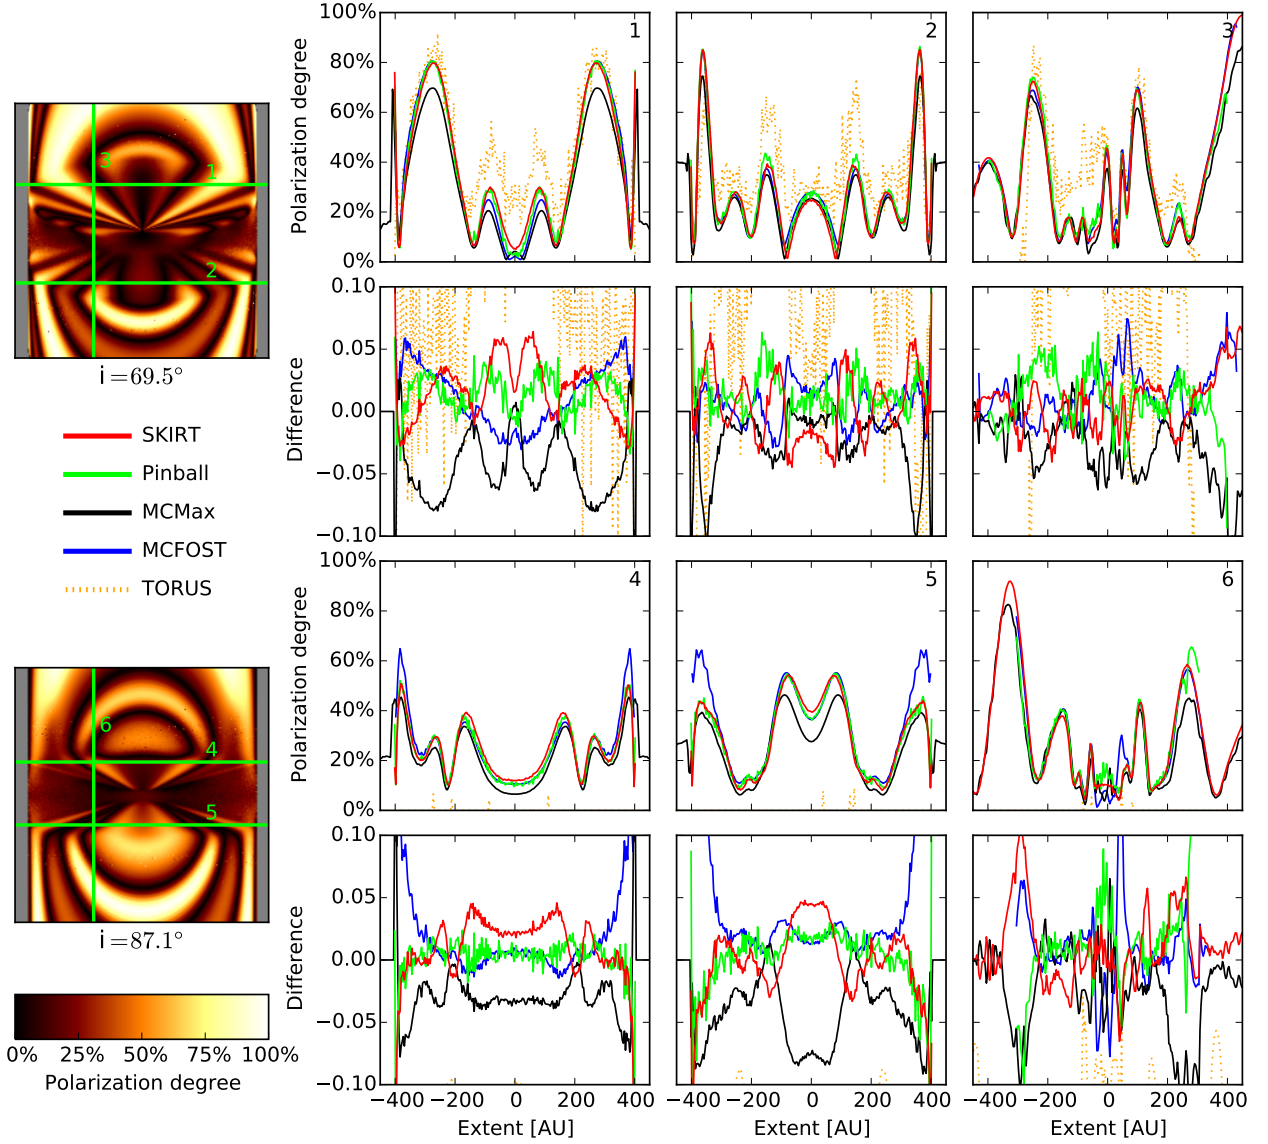 3
1
2
i=69.5°
SKIRT
Pinball
MCMax
MCFOST
TORUS
6
4
5
i=87.1°
0% 25% 50% 75% 100%
Polarization degree
100%
80%
60%
40%
20%
0%
Polarization degree
1
2
3
0.10
0.05
0.00
−0.05
−0.10
Difference
100%
80%
60%
40%
20%
0%
Polarization degree
4
5
6
0.10
0.05
0.00
−0.05
−0.10
Difference
−400 −200 0 200 400
−400 −200 0 200 400
−400 −200 0 200 400
Extent [AU]
Extent [AU]
Extent [AU]